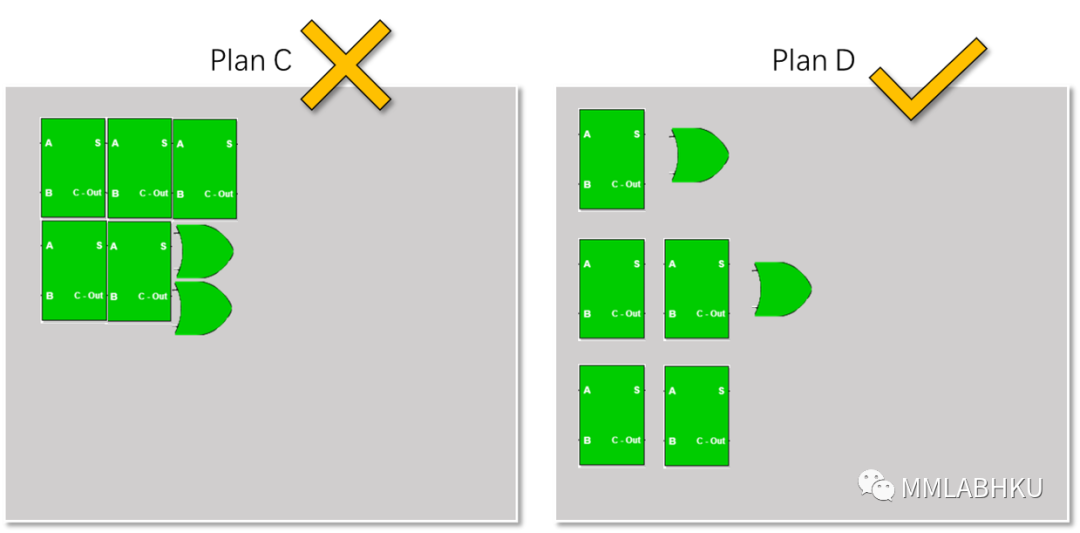 Plan C
Plan D
A S A S A S
B C - Out B C - Out B C - Out
A S A S
B C - Out B C - Out
A S
B C - Out
A S A S
B C - Out B C - Out
A S A S
B C - Out B C - Out
MMLABHKU